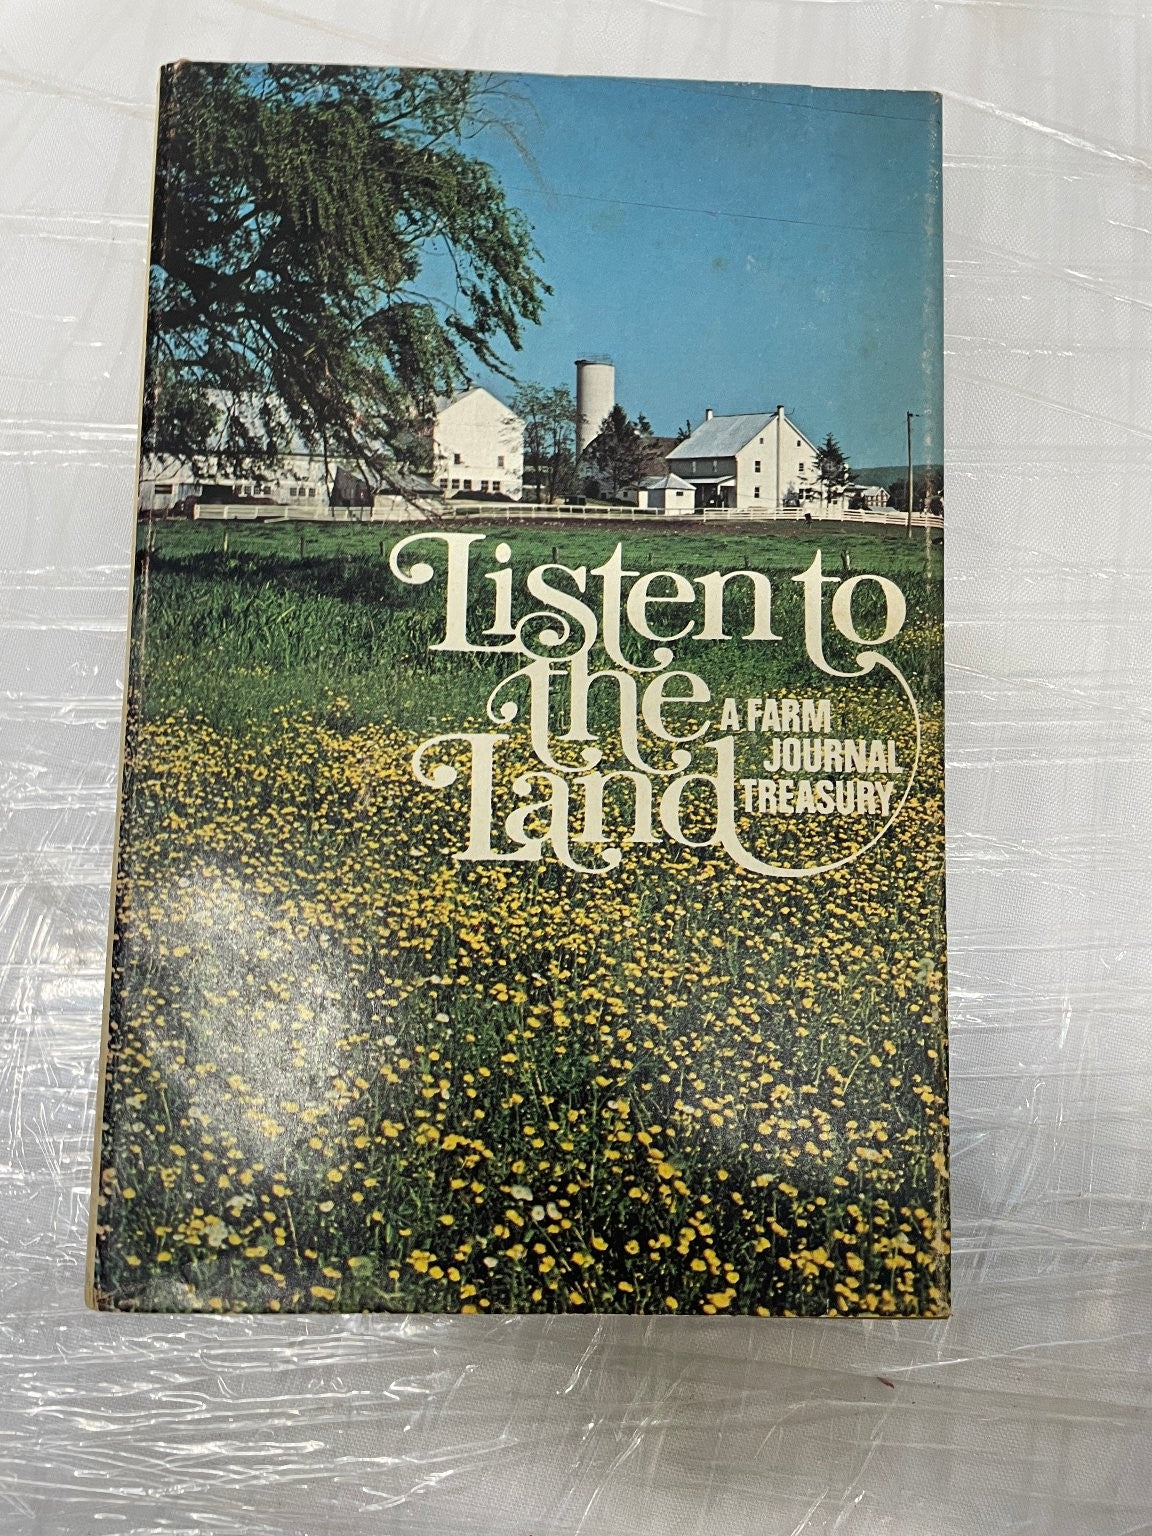 Listen to
the
Land
A FARM
JOURNAL
TREASURY